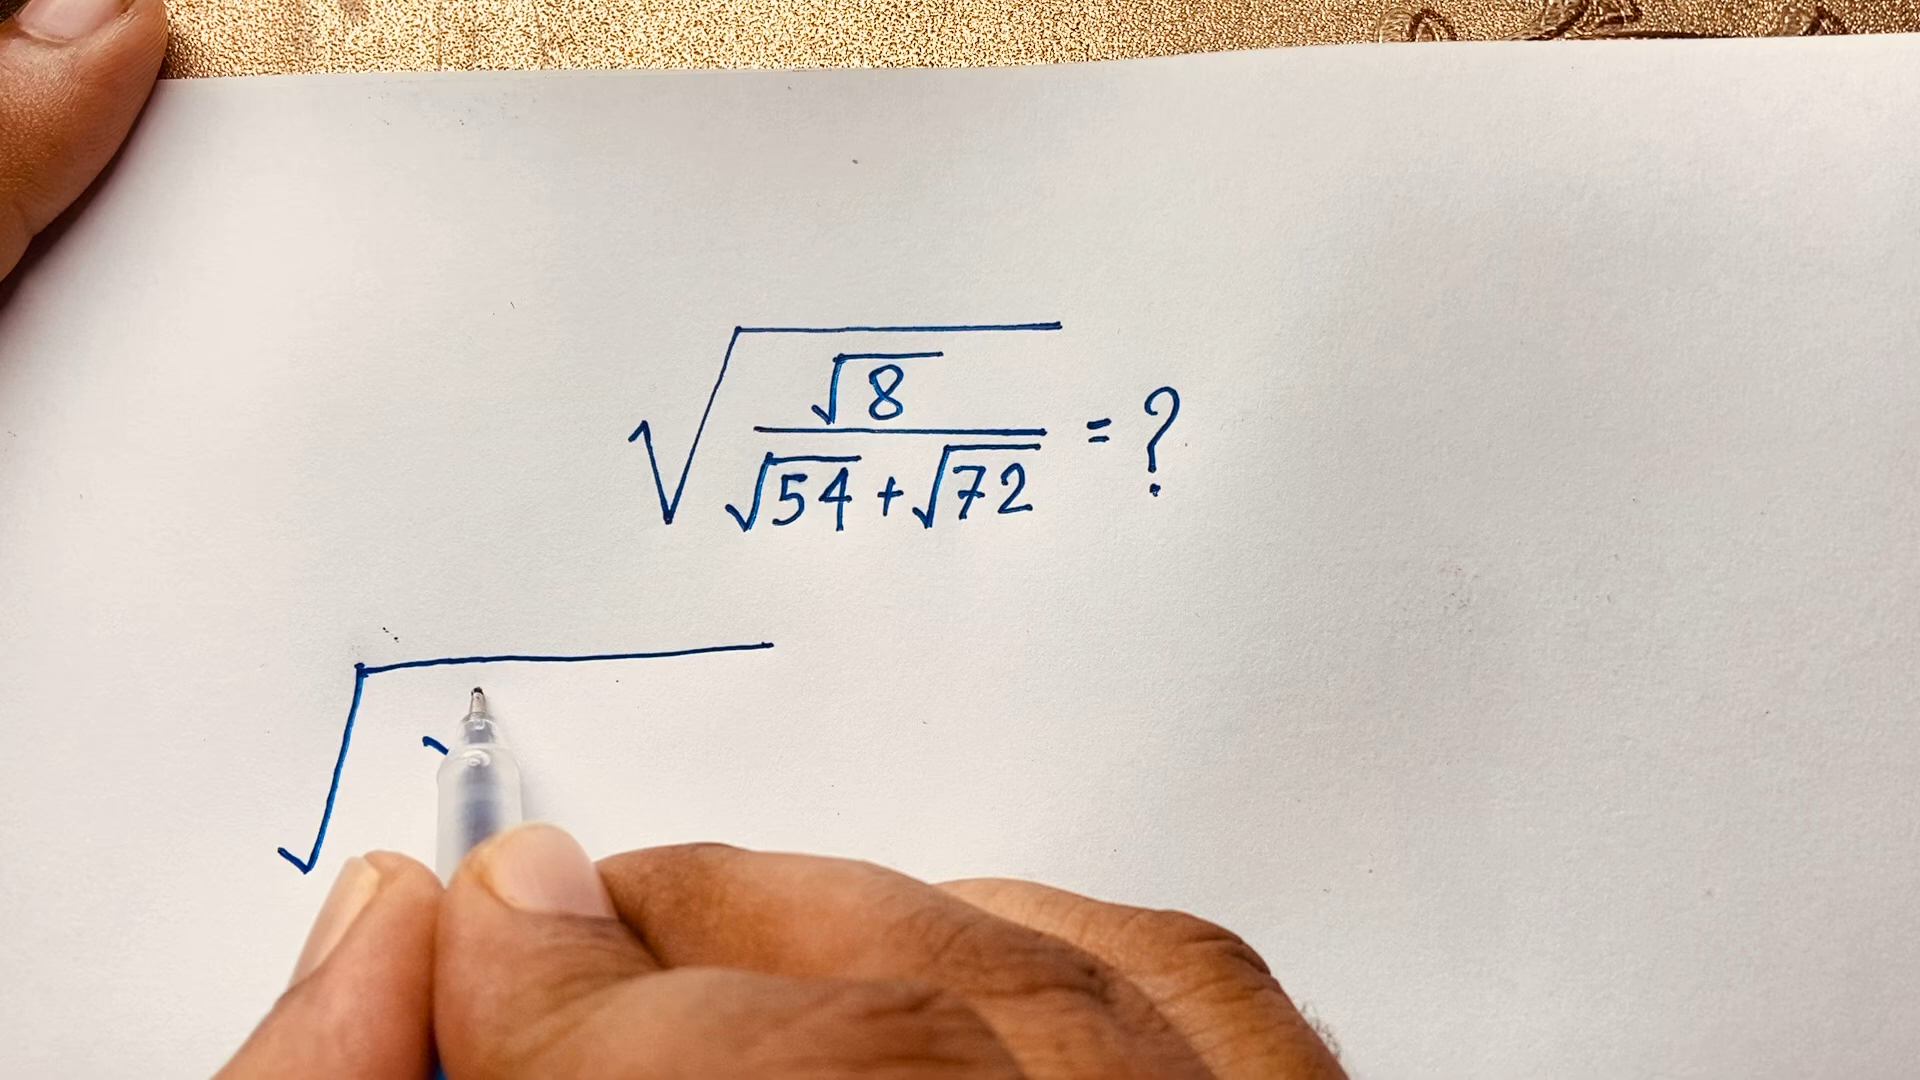 √(√8 / (√54 + √72)) = ?
√